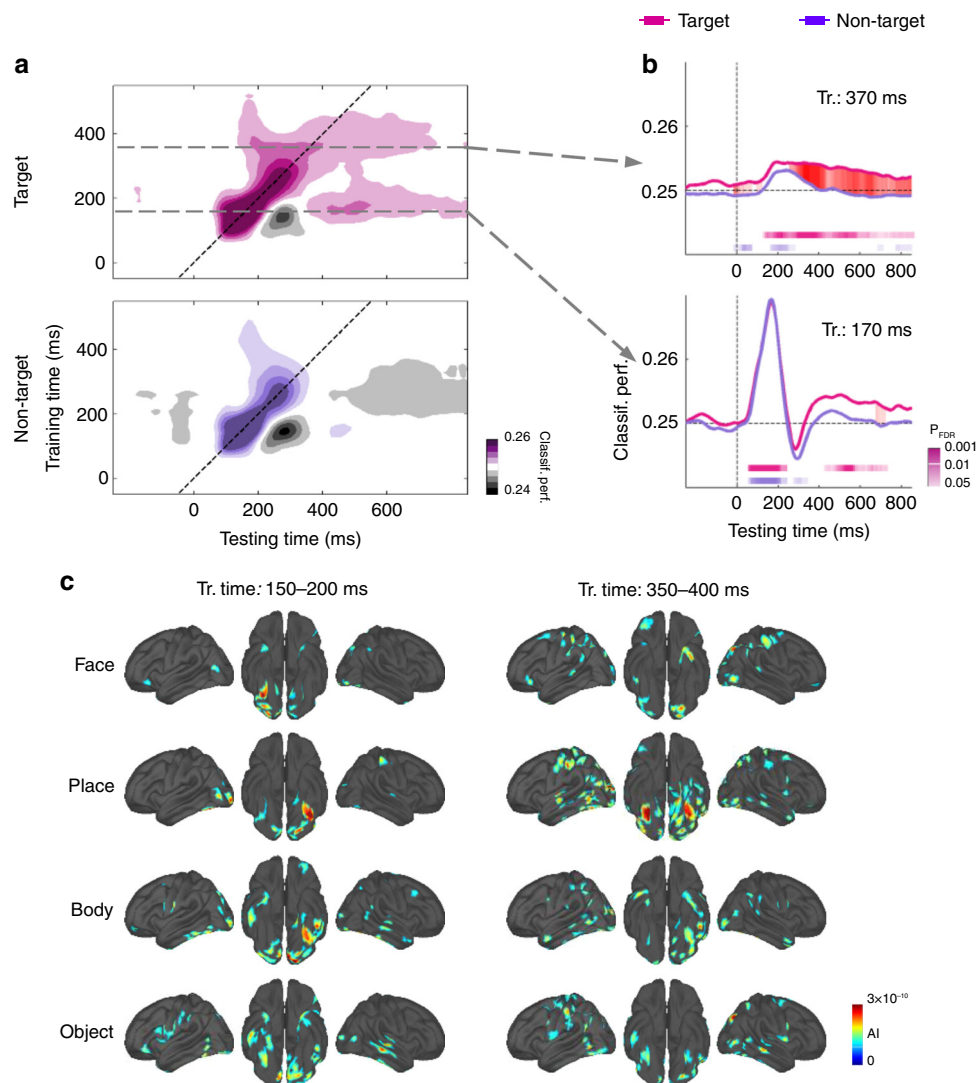 Target Non-target
a
b
Target
400
200
0
Non-target
Training time (ms)
400
200
0
0 200 400 600
Testing time (ms)
0.26
0.24
Classif. perf.
Tr.: 370 ms
0.26
0.25
0 200 400 600 800
Tr.: 170 ms
0.26
0.25
Classif. perf.
0 200 400 600 800
Testing time (ms)
PFDR
0.001
0.01
0.05
c
Tr. time: 150–200 ms
Tr. time: 350–400 ms
Face
Place
Body
Object
3×10⁻¹⁰
AI
0